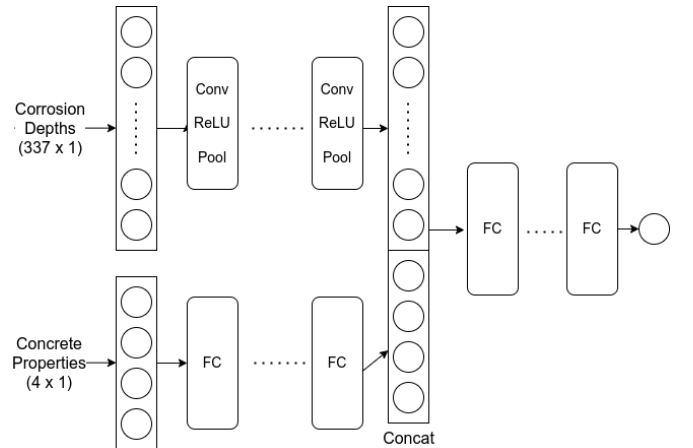 Corrosion
Depths
(337 x 1)
Conv
ReLU
Pool
Conv
ReLU
Pool
FC
FC
Concrete
Properties
(4 x 1)
FC
FC
Concat